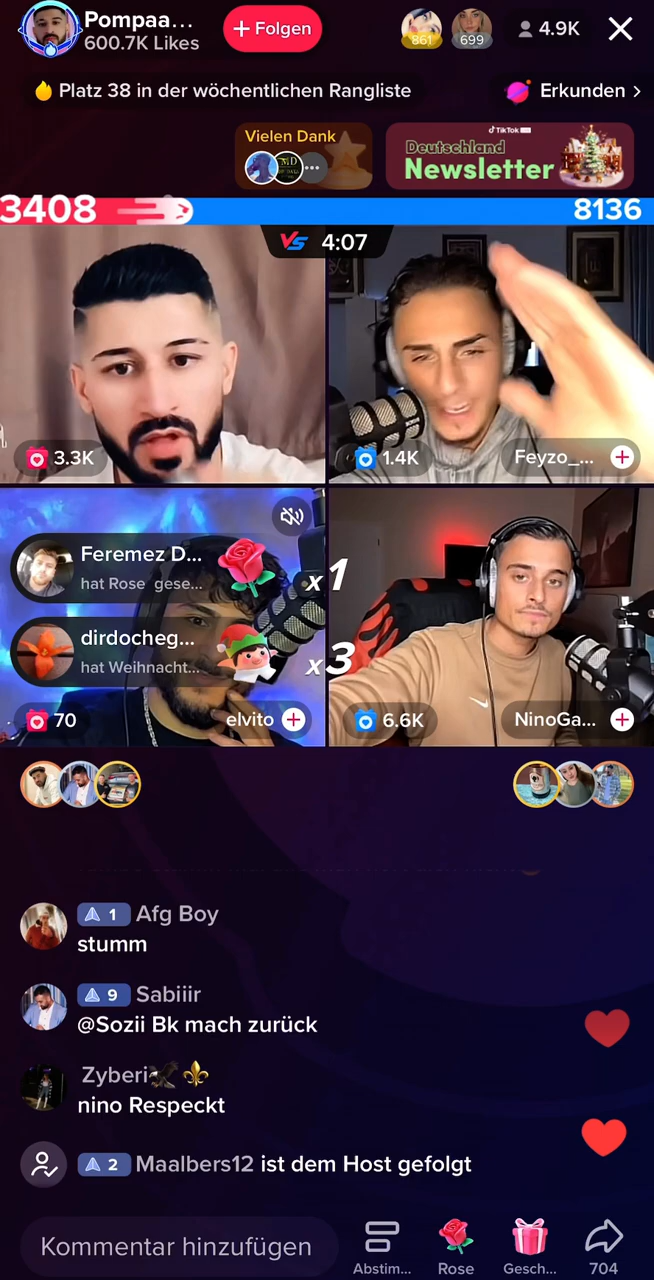 Pompaa...
600.7K Likes
+ Folgen
861
699
4.9K
Platz 38 in der wöchentlichen Rangliste
Erkunden >
Vielen Dank
MD
...
TikTok
Deutschland
Newsletter
3408
8136
VS 4:07
3.3K
1.4K
Feyzo_...
Feremez D...
hat Rose gese...
x1
dirdocheg...
hat Weihnacht...
x3
70
elvito
6.6K
NinoGa...
1 Afg Boy
stumm
9 Sabiiir
@Sozii Bk mach zurück
Zyberi🦅⚜️
nino Respeckt
2 Maalbers12 ist dem Host gefolgt
Kommentar hinzufügen
Abstim...
Rose
Gesch...
704